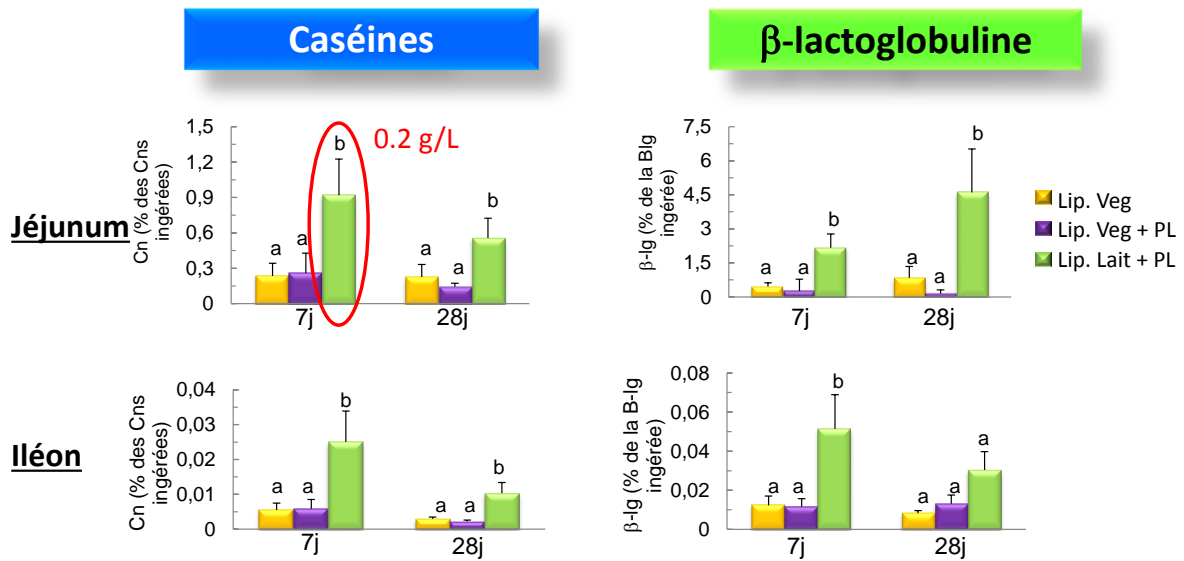 Caséines
β-lactoglobuline
Jéjunum
Cn (% des Cns
ingérées)
1,5
1,2
0,9
0,6
0,3
0
a
a
b
0.2 g/L
a
a
b
7j
28j
β-lg (% de la Blg
ingérée)
7,5
6
4,5
3
1,5
0
a
a
b
a
a
b
7j
28j
Lip. Veg
Lip. Veg + PL
Lip. Lait + PL
Iléon
Cn (% des Cns
ingérées)
0,04
0,03
0,02
0,01
0
a
a
b
a
a
b
7j
28j
β-lg (% de la B-lg
ingérée)
0,08
0,06
0,04
0,02
0
a
a
b
a
a
a
7j
28j